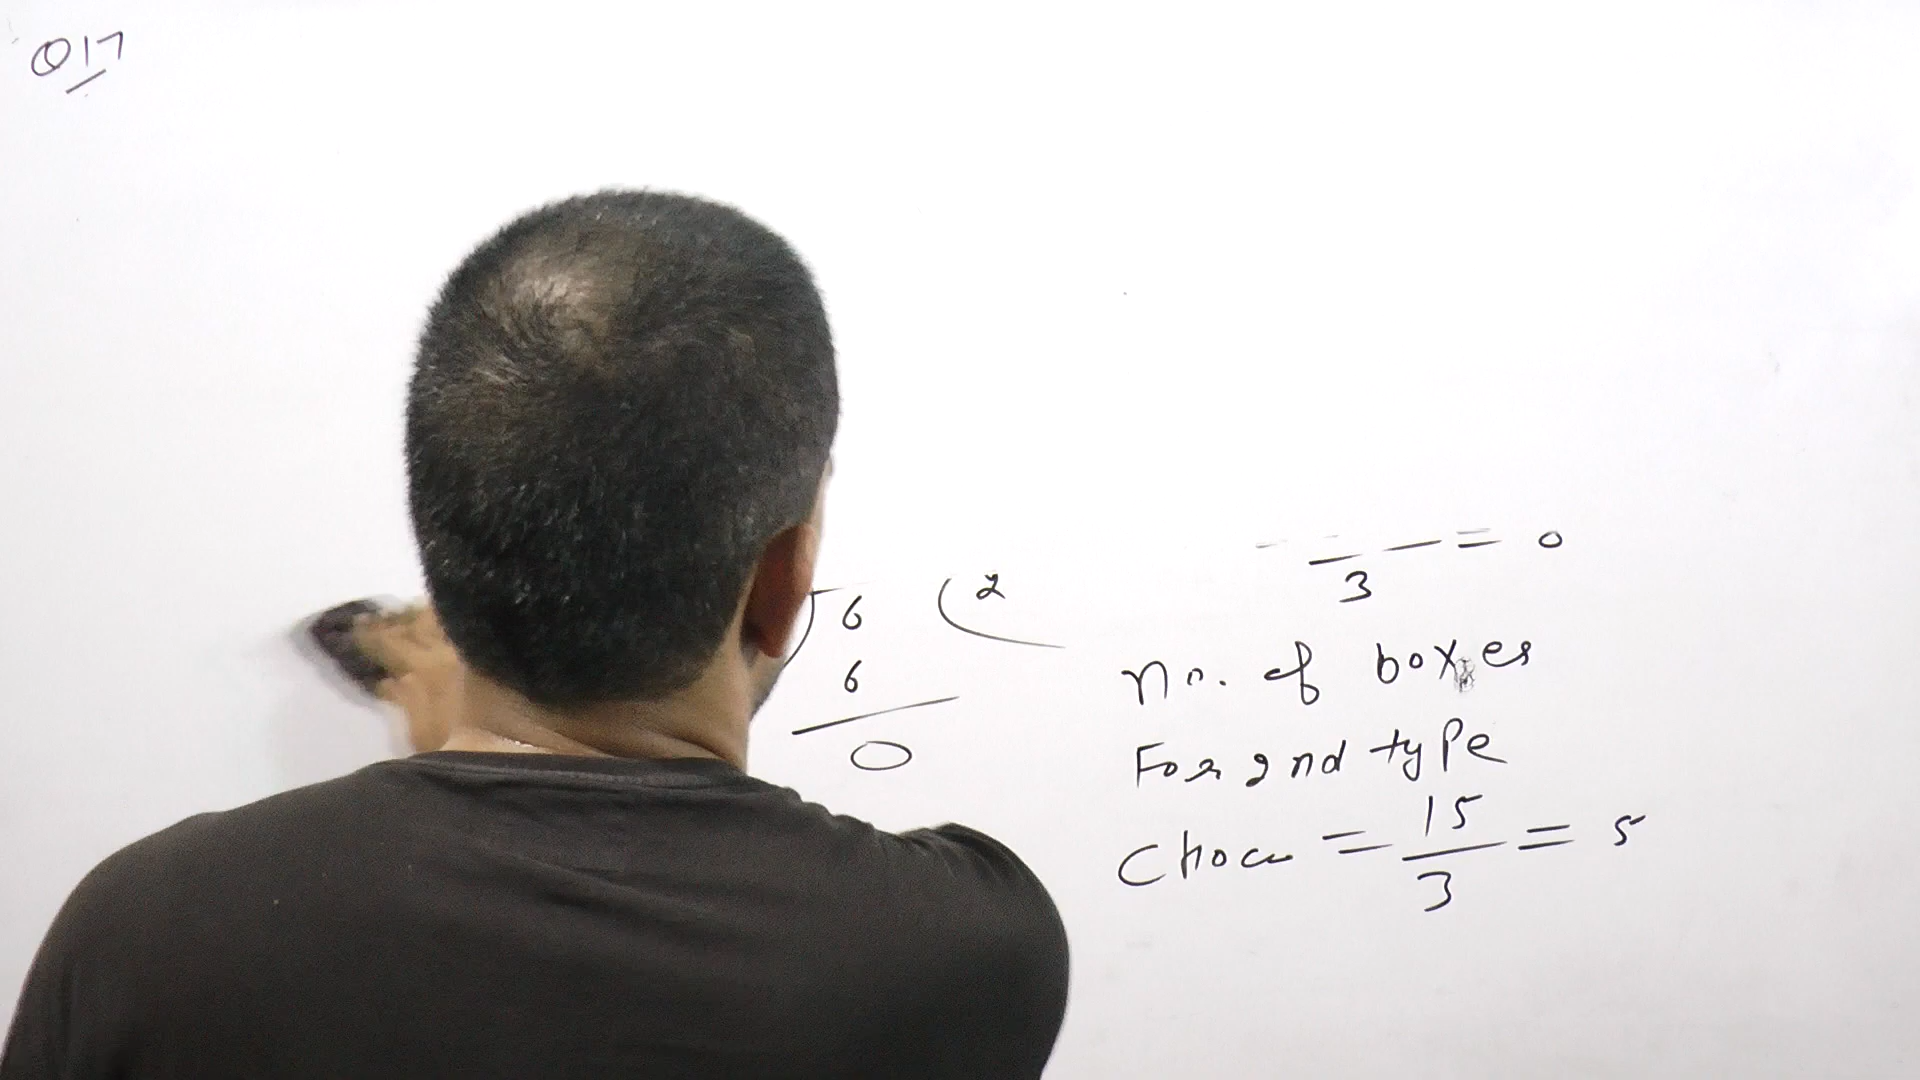 Q17
6 ( 2
6
0
= 0
3
no. of boxes
For 2nd type
Choc = 15/3 = 5